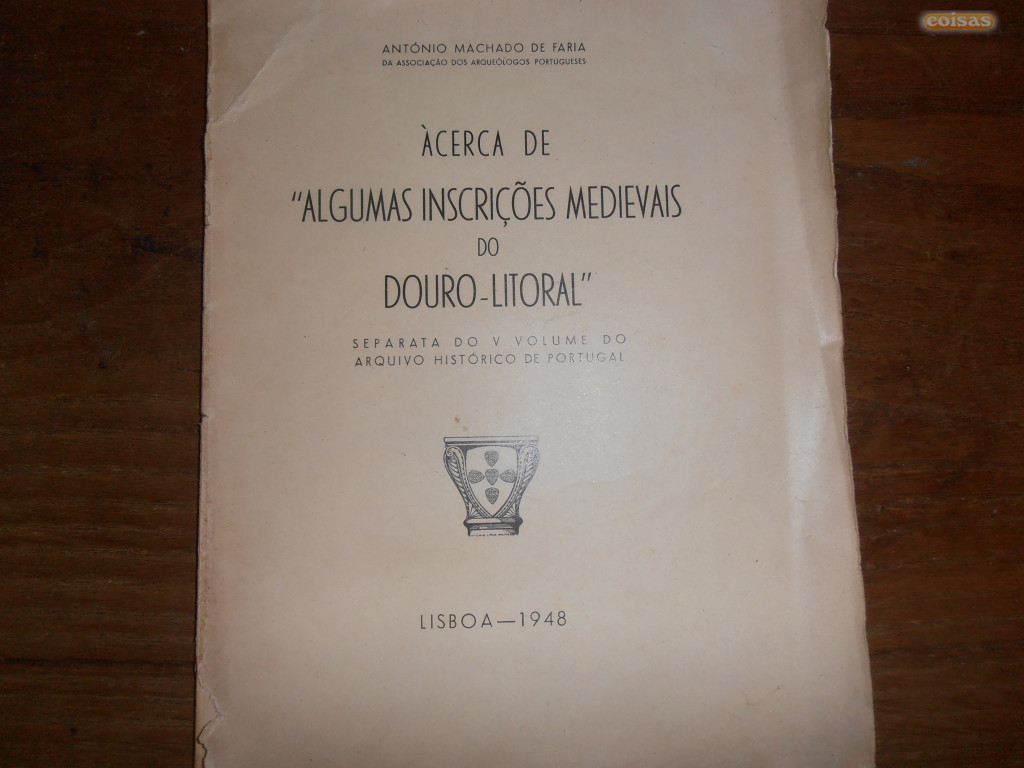 coisas
ANTÓNIO MACHADO DE FARIA
DA ASSOCIAÇÃO DOS ARQUEÓLOGOS PORTUGUESES
ÀCERCA DE
"ALGUMAS INSCRIÇÕES MEDIEVAIS
DO
DOURO-LITORAL"
SEPARATA DO V VOLUME DO
ARQUIVO HISTÓRICO DE PORTUGAL
LISBOA—1948